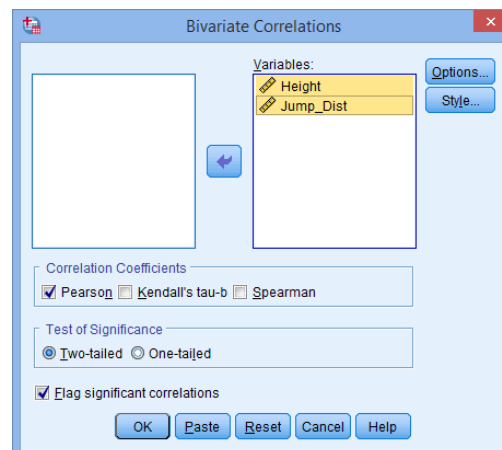 Bivariate Correlations
Variables:
Height
Jump_Dist
Options...
Style...
Correlation Coefficients
Pearson Kendall's tau-b Spearman
Test of Significance
Two-tailed One-tailed
Flag significant correlations
OK Paste Reset Cancel Help